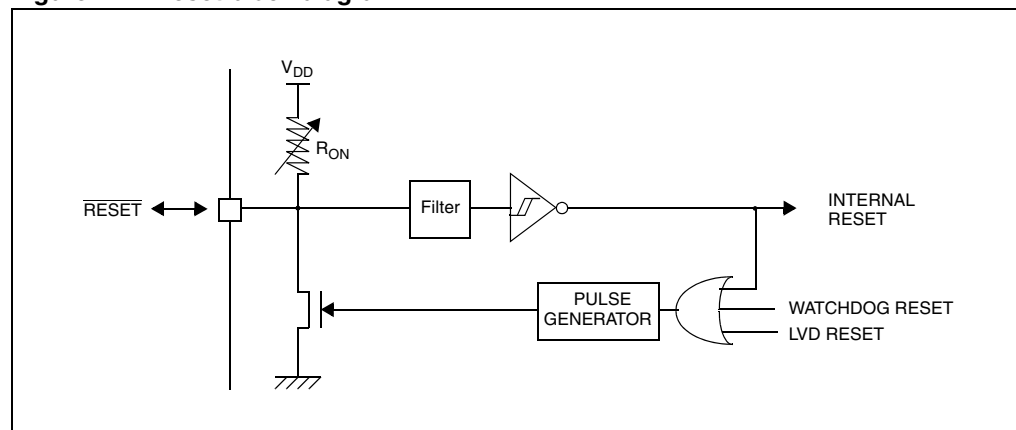 V_DD
R_ON
RESET
Filter
INTERNAL
RESET
PULSE
GENERATOR
WATCHDOG RESET
LVD RESET